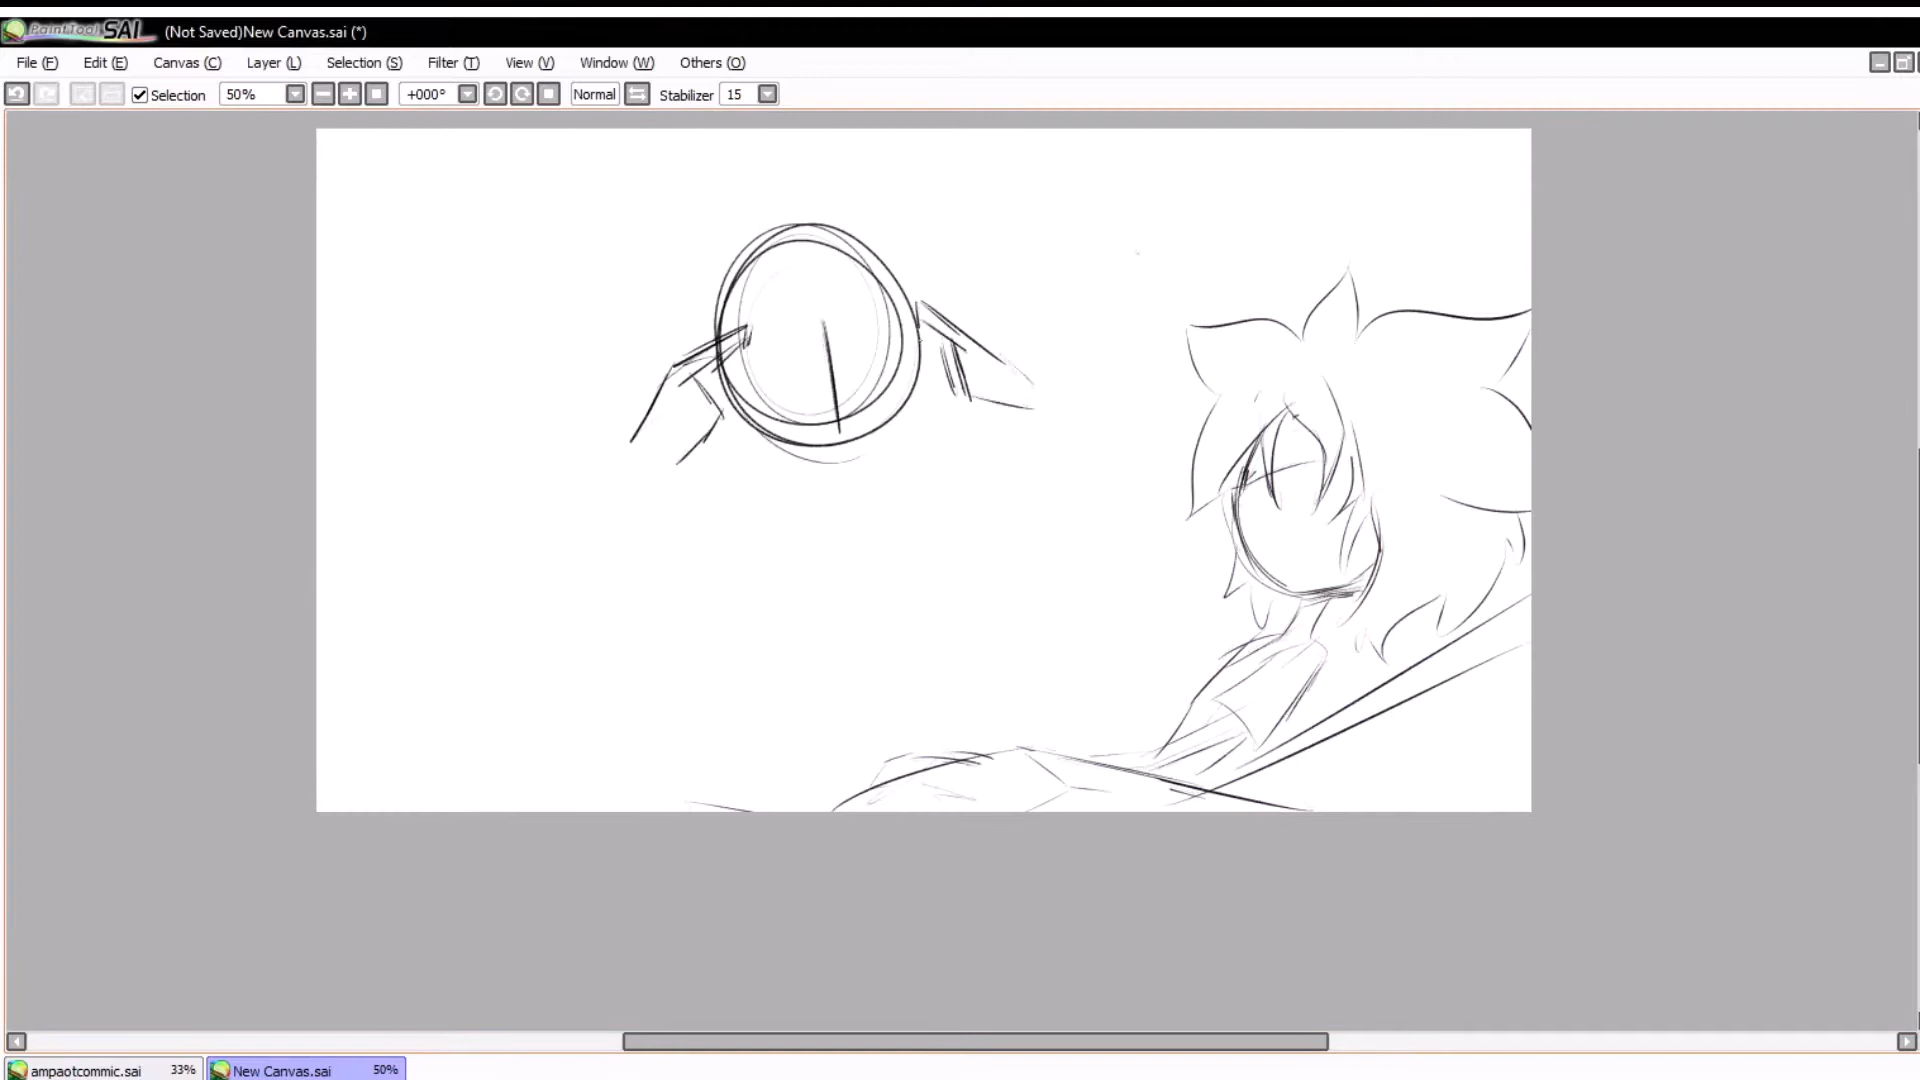 PaintTool SAI (Not Saved)New Canvas.sai (*)
File (F) Edit (E) Canvas (C) Layer (L) Selection (S) Filter (T) View (V) Window (W) Others (O)
Selection 50% +000° Normal Stabilizer 15
ampaotcommic.sai 33% New Canvas.sai 50%